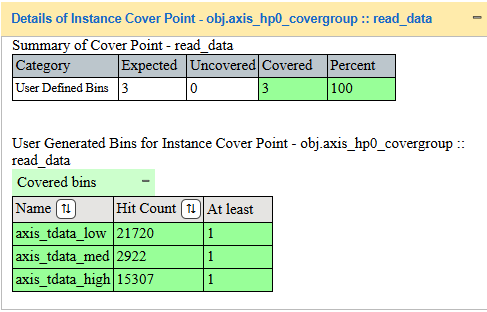 Details of Instance Cover Point - obj.axis_hp0_covergroup :: read_data
Summary of Cover Point - read_data
Category Expected Uncovered Covered Percent
User Defined Bins 3 0 3 100
User Generated Bins for Instance Cover Point - obj.axis_hp0_covergroup ::
read_data
Covered bins
Name Hit Count At least
axis_tdata_low 21720 1
axis_tdata_med 2922 1
axis_tdata_high 15307 1